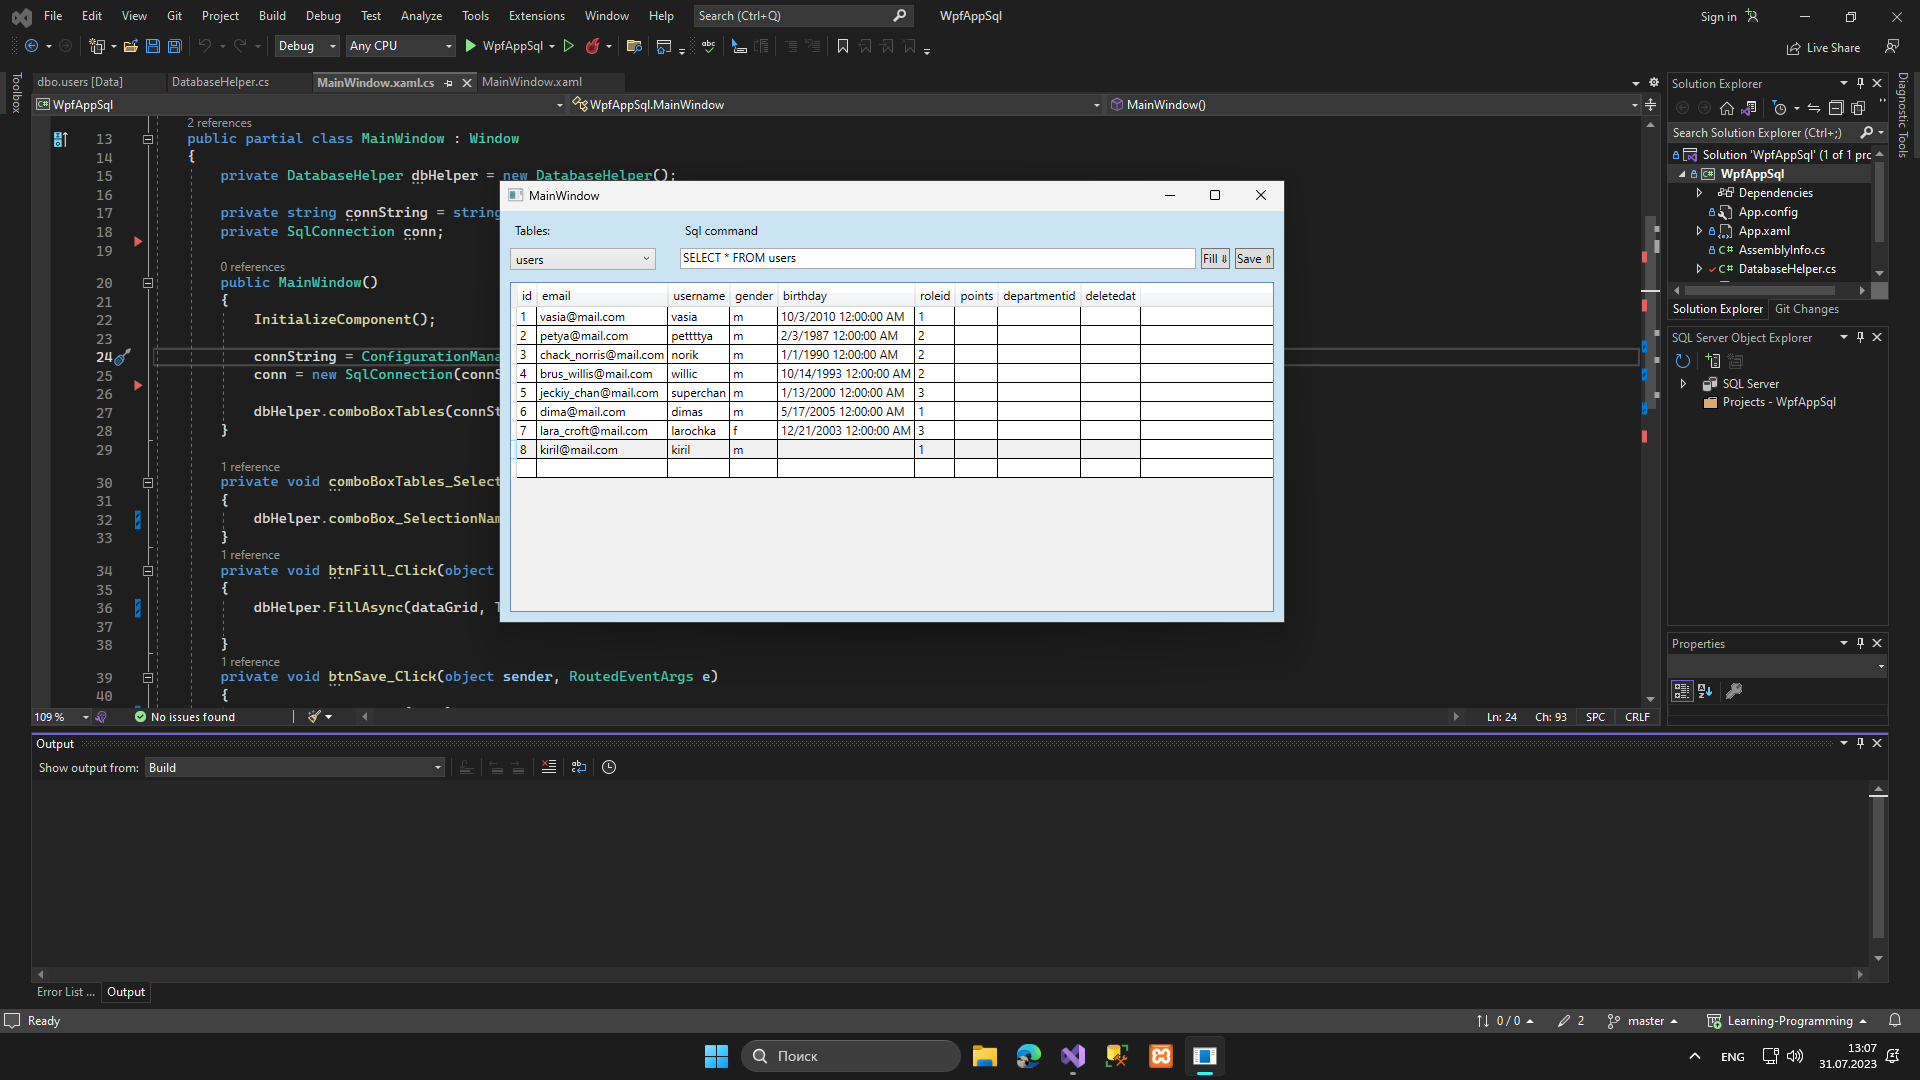 File Edit View Git Project Build Debug Test Analyze Tools Extensions Window Help Search (Ctrl+Q) WpfAppSql Sign in
Debug Any CPU WpfAppSql Live Share
Toolbox
dbo.users [Data] DatabaseHelper.cs MainWindow.xaml.cs MainWindow.xaml
WpfAppSql WpfAppSql.MainWindow MainWindow()
2 references
13 public partial class MainWindow : Window
14 {
15 private DatabaseHelper dbHelper = new DatabaseHelper();
16
17 private string connString = string
18 private SqlConnection conn;
19
0 references
20 public MainWindow()
21 {
22 InitializeComponent();
23
24 connString = ConfigurationMana
25 conn = new SqlConnection(connS
26
27 dbHelper.comboBoxTables(connSt
28 }
29
1 reference
30 private void comboBoxTables_Select
31 {
32 dbHelper.comboBox_SelectionNam
33 }
1 reference
34 private void btnFill_Click(object
35 {
36 dbHelper.FillAsync(dataGrid, T
37
38 }
1 reference
39 private void btnSave_Click(object sender, RoutedEventArgs e)
40 {
109 % No issues found Ln: 24 Ch: 93 SPC CRLF
MainWindow
Tables: Sql command
users SELECT * FROM users Fill ⇓ Save ⇑
id email username gender birthday roleid points departmentid deletedat
1 vasia@mail.com vasia m 10/3/2010 12:00:00 AM 1
2 petya@mail.com pettttya m 2/3/1987 12:00:00 AM 2
3 chack_norris@mail.com norik m 1/1/1990 12:00:00 AM 2
4 brus_willis@mail.com willic m 10/14/1993 12:00:00 AM 2
5 jeckiy_chan@mail.com superchan m 1/13/2000 12:00:00 AM 3
6 dima@mail.com dimas m 5/17/2005 12:00:00 AM 1
7 lara_croft@mail.com larochka f 12/21/2003 12:00:00 AM 3
8 kiril@mail.com kiril m 1
Solution Explorer
Search Solution Explorer (Ctrl+;)
Solution 'WpfAppSql' (1 of 1 prc
WpfAppSql
Dependencies
App.config
App.xaml
AssemblyInfo.cs
DatabaseHelper.cs
Solution Explorer Git Changes
Diagnostic Tools
SQL Server Object Explorer
SQL Server
Projects - WpfAppSql
Properties
Output
Show output from: Build
Error List ... Output
Ready 0 / 0 2 master Learning-Programming
Поиск ENG 13:07
31.07.2023